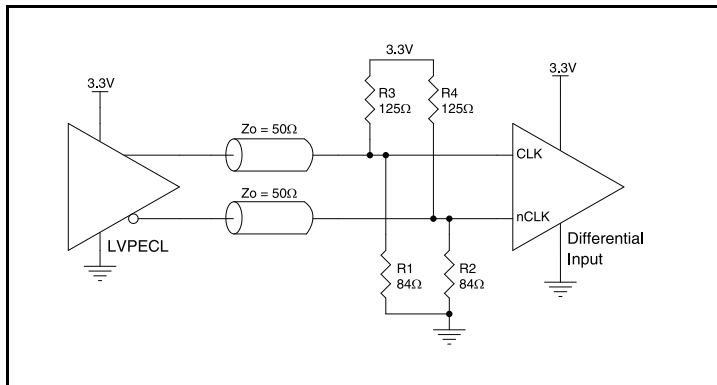 3.3V
3.3V
3.3V
R3
125Ω
R4
125Ω
Zo = 50Ω
CLK
Zo = 50Ω
nCLK
LVPECL
Differential
Input
R1
84Ω
R2
84Ω